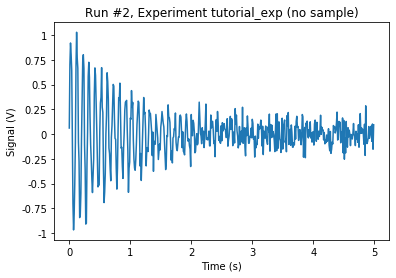 Run #2, Experiment tutorial_exp (no sample)
Signal (V)
1
0.75
0.5
0.25
0
-0.25
-0.5
-0.75
-1
0 1 2 3 4 5
Time (s)